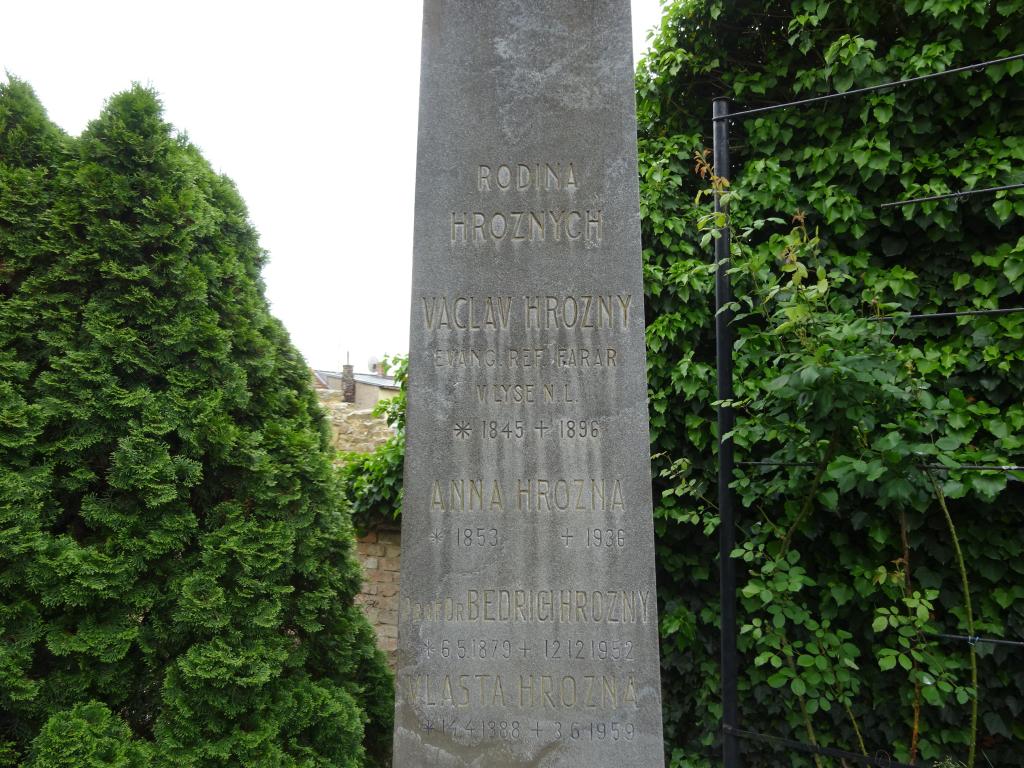 RODINA
HROZNYCH
VACLAV HROZNY
EVANG. REF. FARAR
V LYSE N. L.
* 1845 + 1896
ANNA HROZNA
* 1853 + 1936
PROF DR BEDRICH HROZNY
* 6.5.1879 + 12.12.1952
VLASTA HROZNA
* 14.4.1888 + 3.6.1959